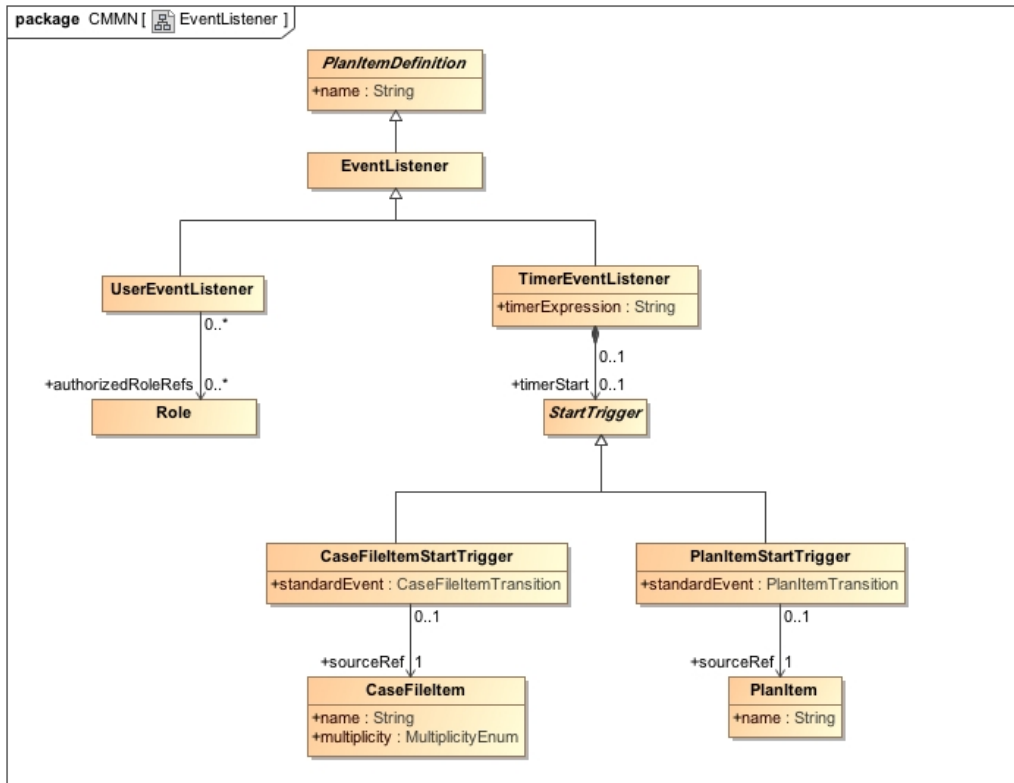 package CMMN [ EventListener ]
PlanItemDefinition
+name : String
EventListener
UserEventListener
TimerEventListener
+timerExpression : String
0..*
0..1
+authorizedRoleRefs 0..*
+timerStart 0..1
Role
StartTrigger
CaseFileItemStartTrigger
+standardEvent : CaseFileItemTransition
PlanItemStartTrigger
+standardEvent : PlanItemTransition
0..1
0..1
+sourceRef 1
+sourceRef 1
CaseFileItem
+name : String
+multiplicity : MultiplicityEnum
PlanItem
+name : String